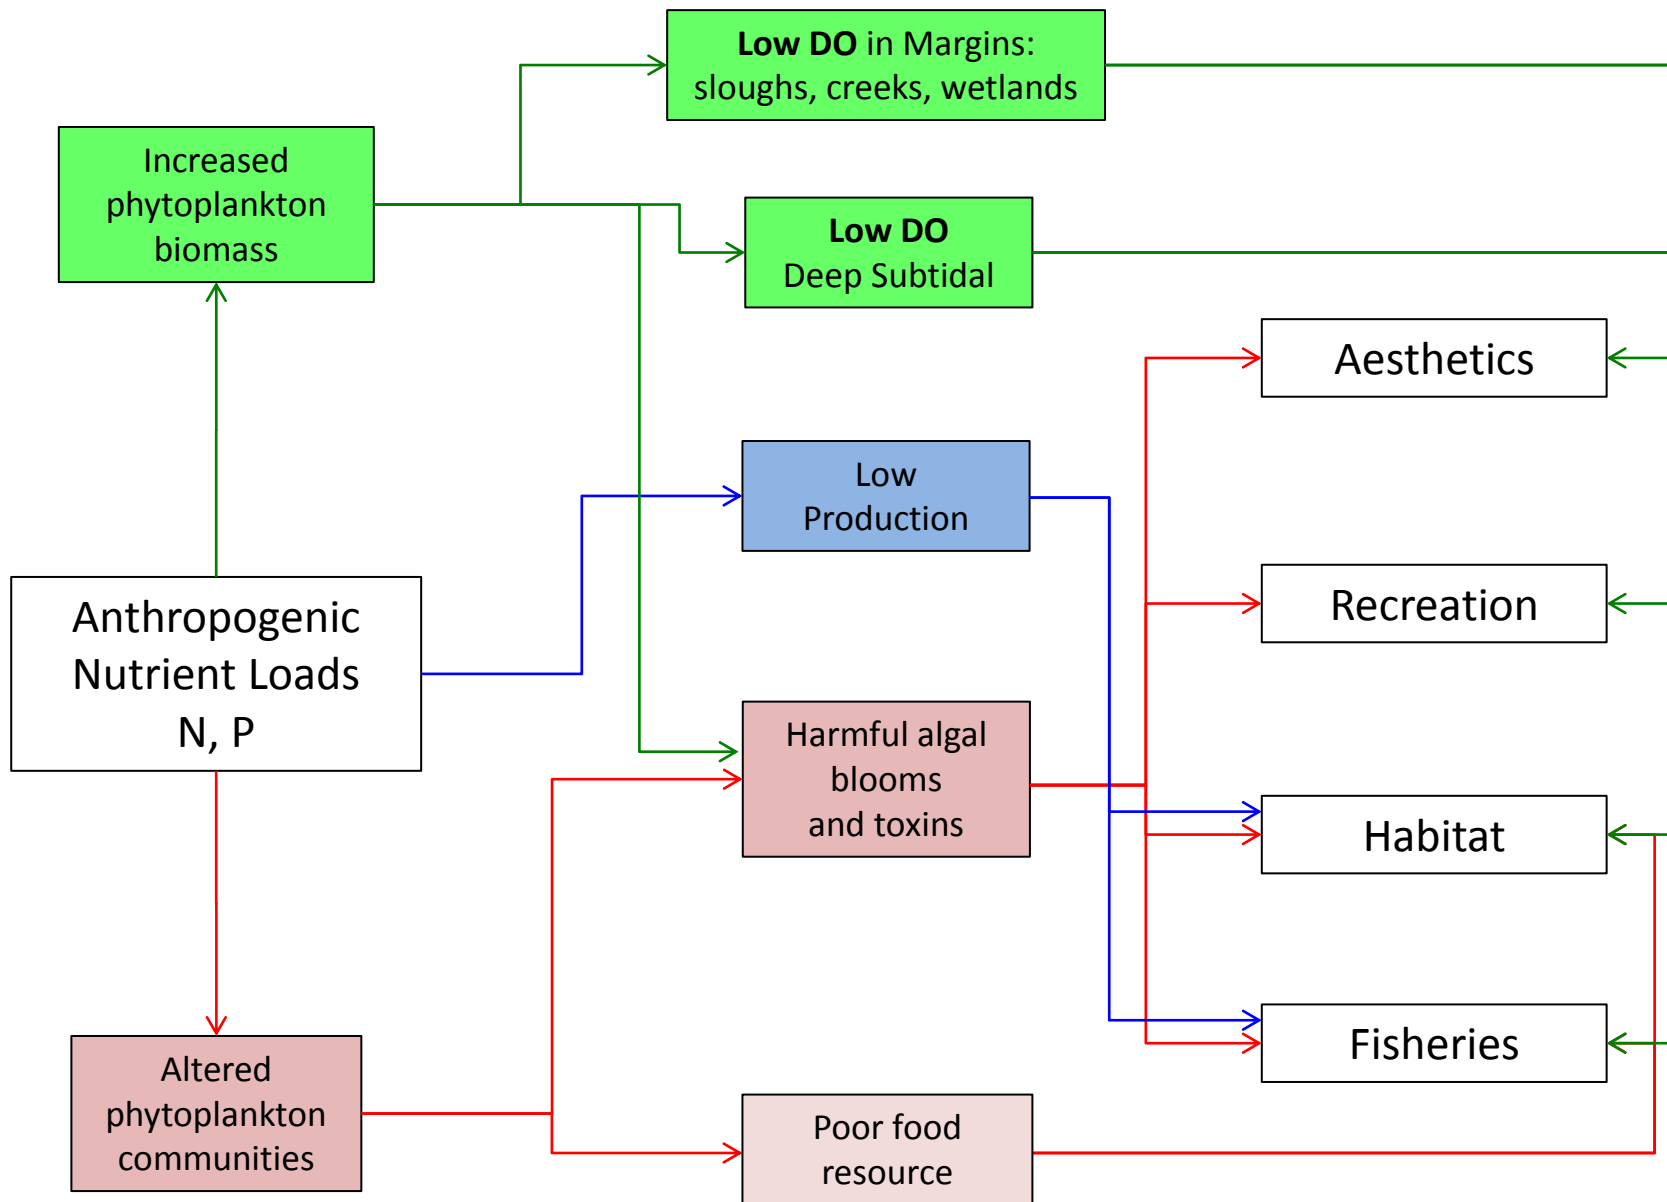 Low DO in Margins:
sloughs, creeks, wetlands
Increased
phytoplankton
biomass
Low DO
Deep Subtidal
Aesthetics
Low
Production
Recreation
Anthropogenic
Nutrient Loads
N, P
Harmful algal
blooms
and toxins
Habitat
Fisheries
Altered
phytoplankton
communities
Poor food
resource